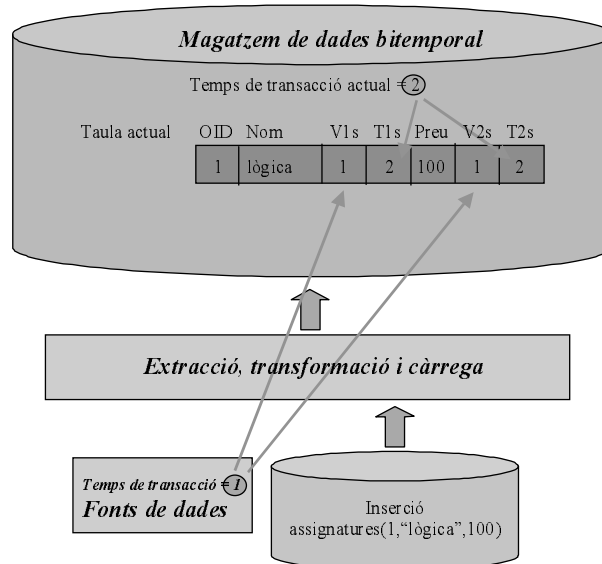 Magatzem de dades bitemporal
Temps de transacció actual = 2
Taula actual OID Nom V1s T1s Preu V2s T2s
1 lògica 1 2 100 1 2
Extracció, transformació i càrrega
Temps de transacció = 1
Fonts de dades
Inserció
assignatures(1,“lògica”,100)